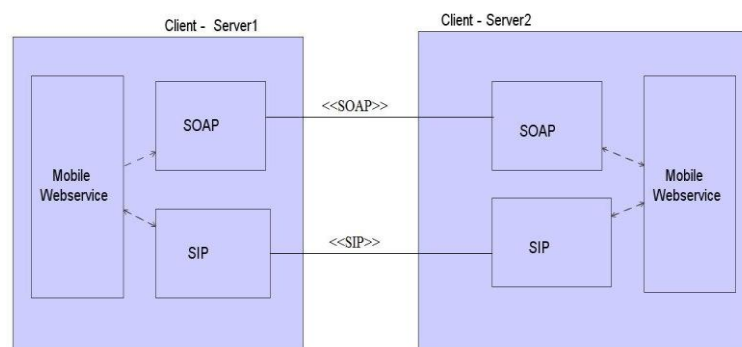 Client - Server1
Client - Server2
SOAP
<<SOAP>>
SOAP
Mobile
Webservice
Mobile
Webservice
SIP
<<SIP>>
SIP